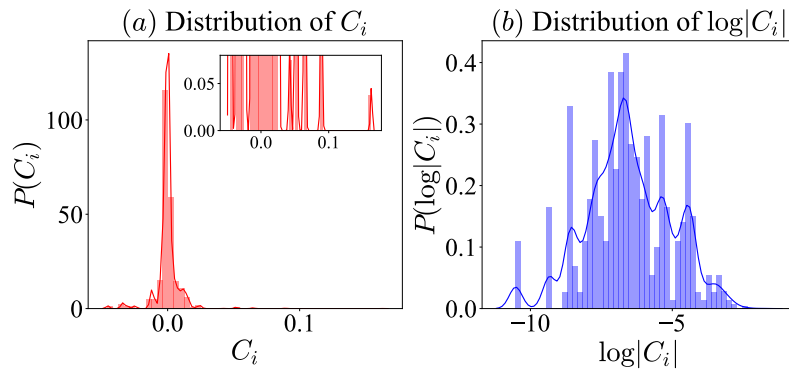 (a) Distribution of C_i
(b) Distribution of log|C_i|
P(C_i)
100
50
0
0.0
0.1
C_i
0.05
0.00
0.0
0.1
P(log|C_i|)
0.4
0.3
0.2
0.1
0.0
−10
−5
log|C_i|